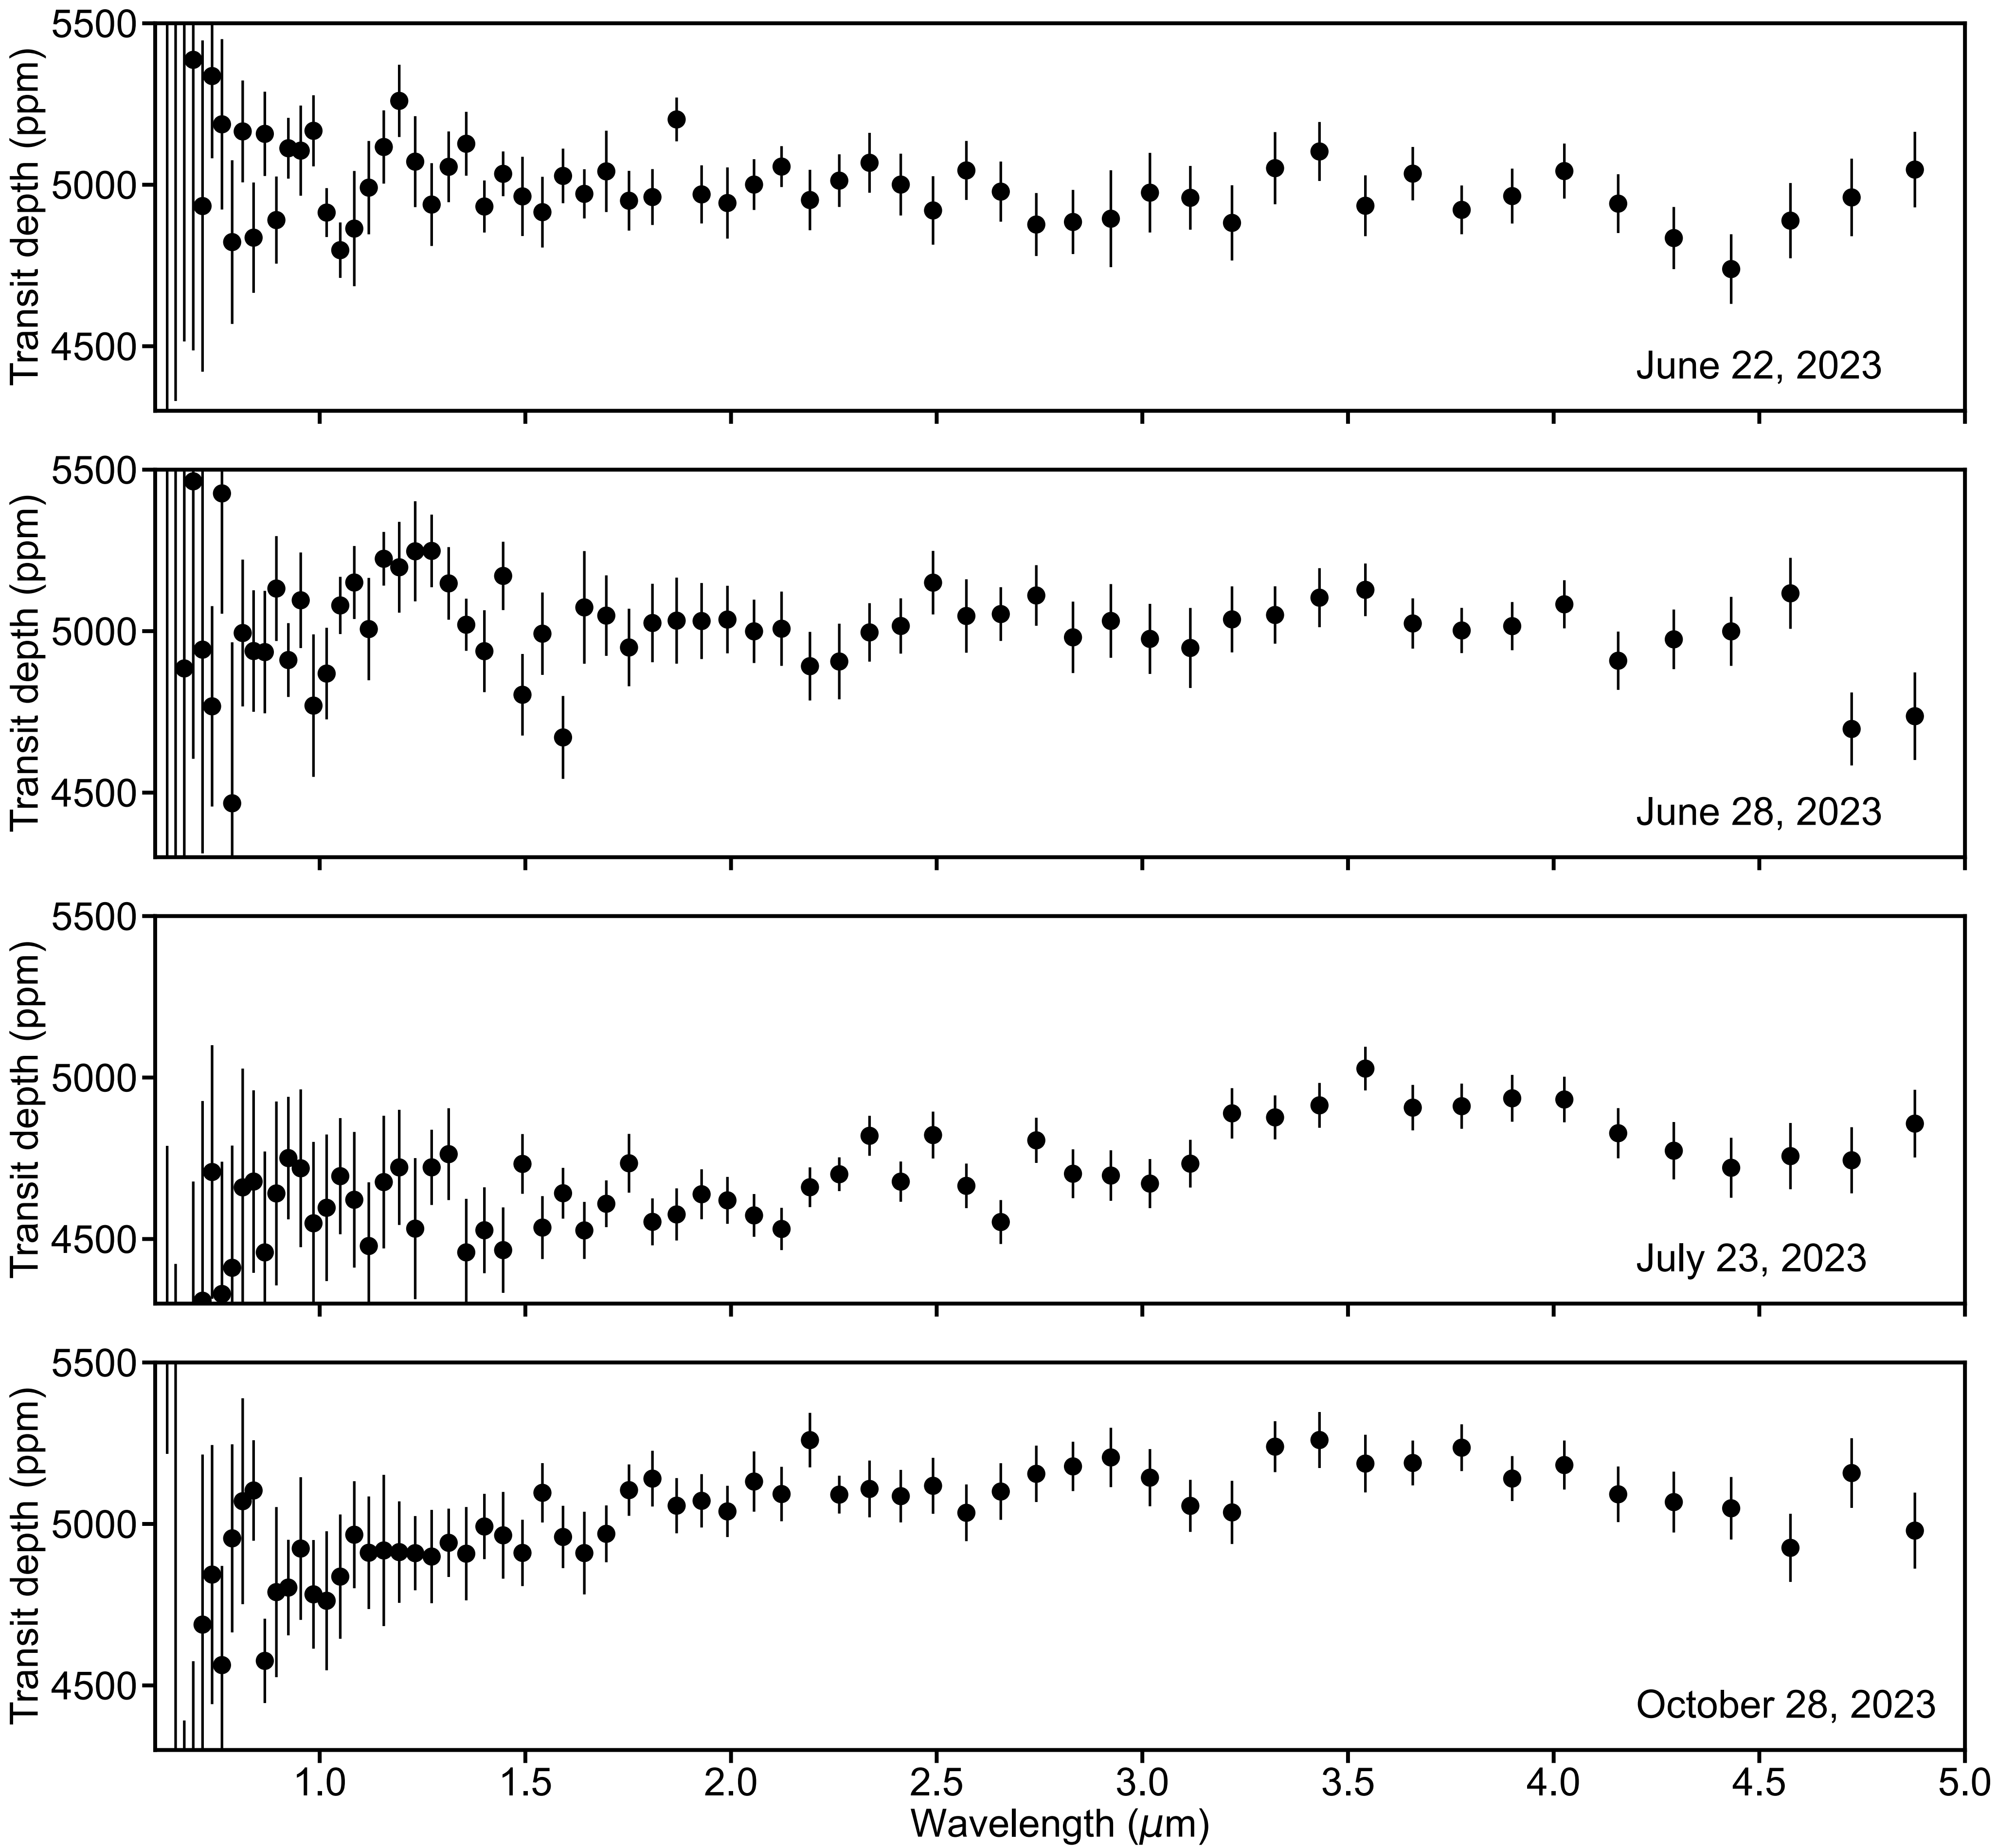 5500
5000
4500
Transit depth (ppm)
June 22, 2023
5500
5000
4500
Transit depth (ppm)
June 28, 2023
5500
5000
4500
Transit depth (ppm)
July 23, 2023
5500
5000
4500
Transit depth (ppm)
October 28, 2023
1.0 1.5 2.0 2.5 3.0 3.5 4.0 4.5 5.0
Wavelength (μm)